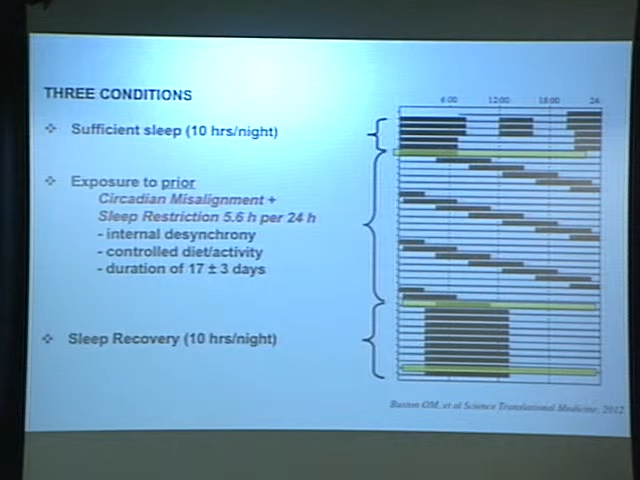 THREE CONDITIONS
❖ Sufficient sleep (10 hrs/night)
❖ Exposure to prior
Circadian Misalignment +
Sleep Restriction 5.6 h per 24 h
- internal desynchrony
- controlled diet/activity
- duration of 17 ± 3 days
❖ Sleep Recovery (10 hrs/night)
6:00 12:00 18:00 24
Buxton OM, et al Science Translational Medicine, 2012